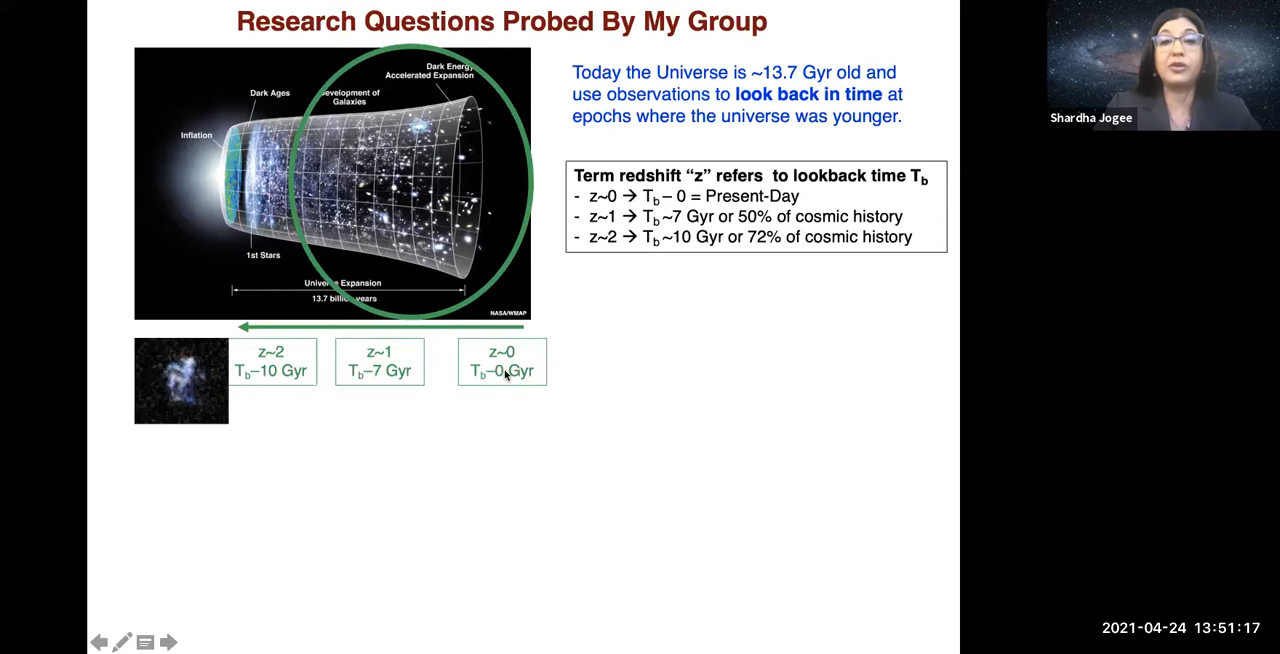 Research Questions Probed By My Group
Dark Energy
Accelerated Expansion
Dark Ages
Development of
Galaxies
Inflation
1st Stars
Universe Expansion
13.7 billion years
NASA/WMAP
Today the Universe is ~13.7 Gyr old and
use observations to look back in time at
epochs where the universe was younger.
Term redshift “z” refers to lookback time Tb
- z~0 → Tb – 0 = Present-Day
- z~1 → Tb ~7 Gyr or 50% of cosmic history
- z~2 → Tb ~10 Gyr or 72% of cosmic history
z~2
Tb–10 Gyr
z~1
Tb–7 Gyr
z~0
Tb–0 Gyr
Shardha Jogee
2021-04-24 13:51:17